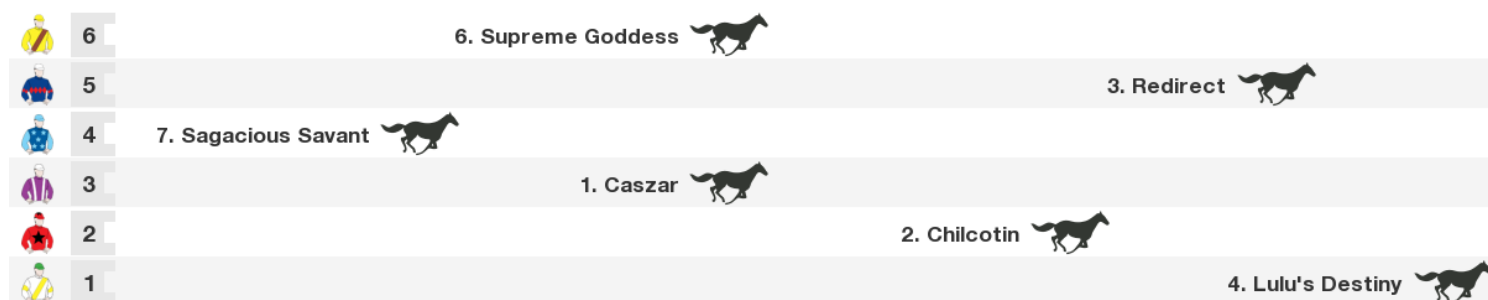 6 6. Supreme Goddess
5 3. Redirect
4 7. Sagacious Savant
3 1. Caszar
2 2. Chilcotin
1 4. Lulu's Destiny